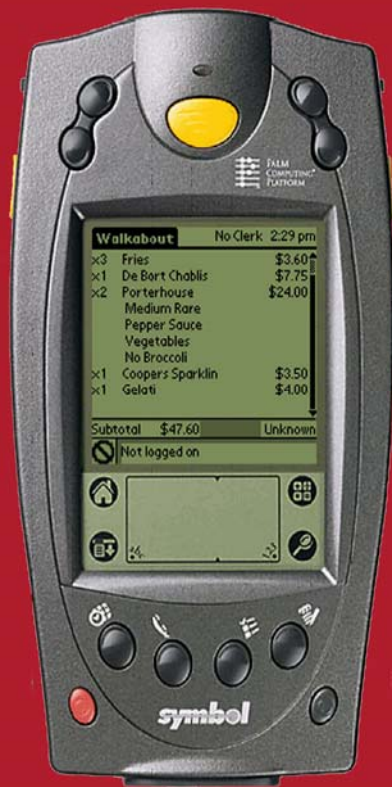 PALM
COMPUTING®
PLATFORM
Walkabout No Clerk 2:29 pm
x3 Fries $3.60
x1 De Bort Chablis $7.75
x2 Porterhouse $24.00
Medium Rare
Pepper Sauce
Vegetables
No Broccoli
x1 Coopers Sparklin $3.50
x1 Gelati $4.00
Subtotal $47.60 Unknown
Not logged on
symbol